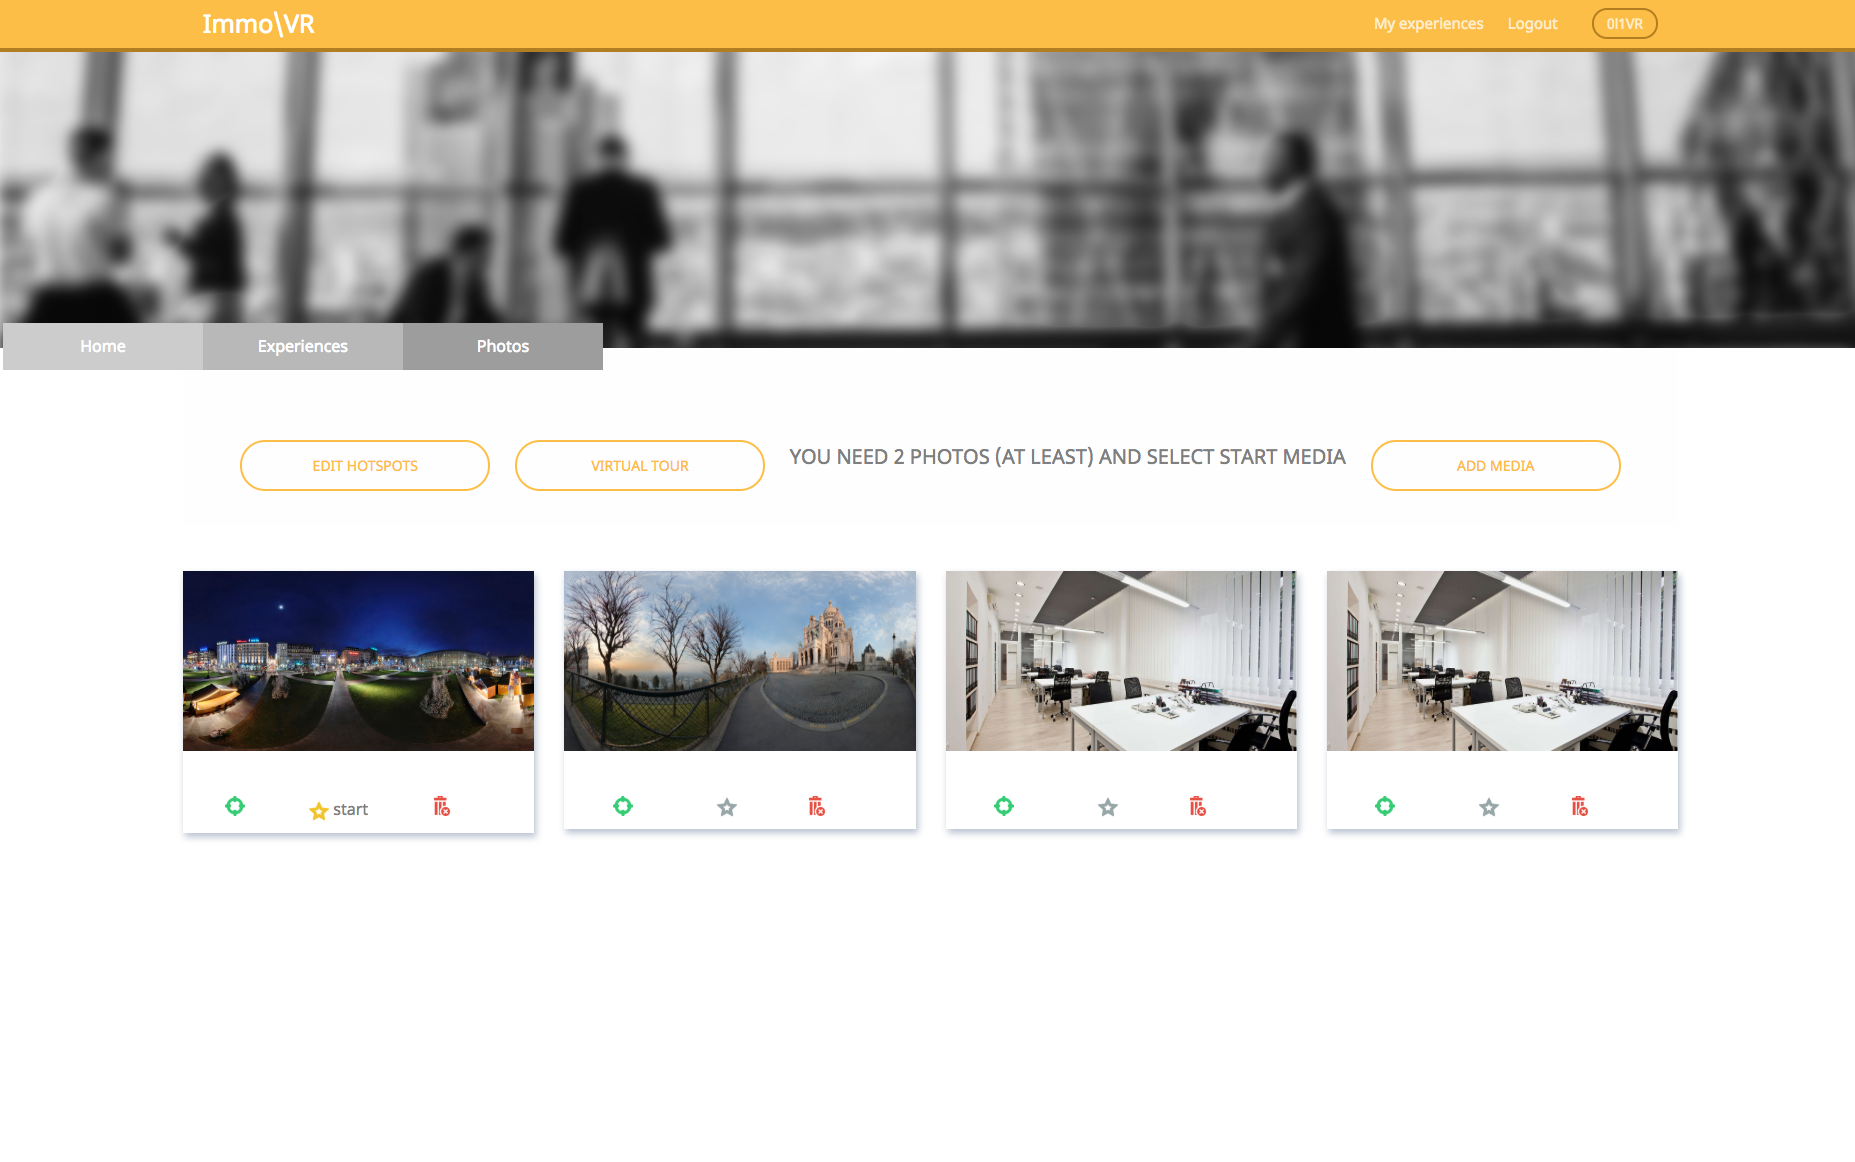 Immo\VR
My experiences Logout 0I1VR
Home Experiences Photos
EDIT HOTSPOTS VIRTUAL TOUR YOU NEED 2 PHOTOS (AT LEAST) AND SELECT START MEDIA ADD MEDIA
start